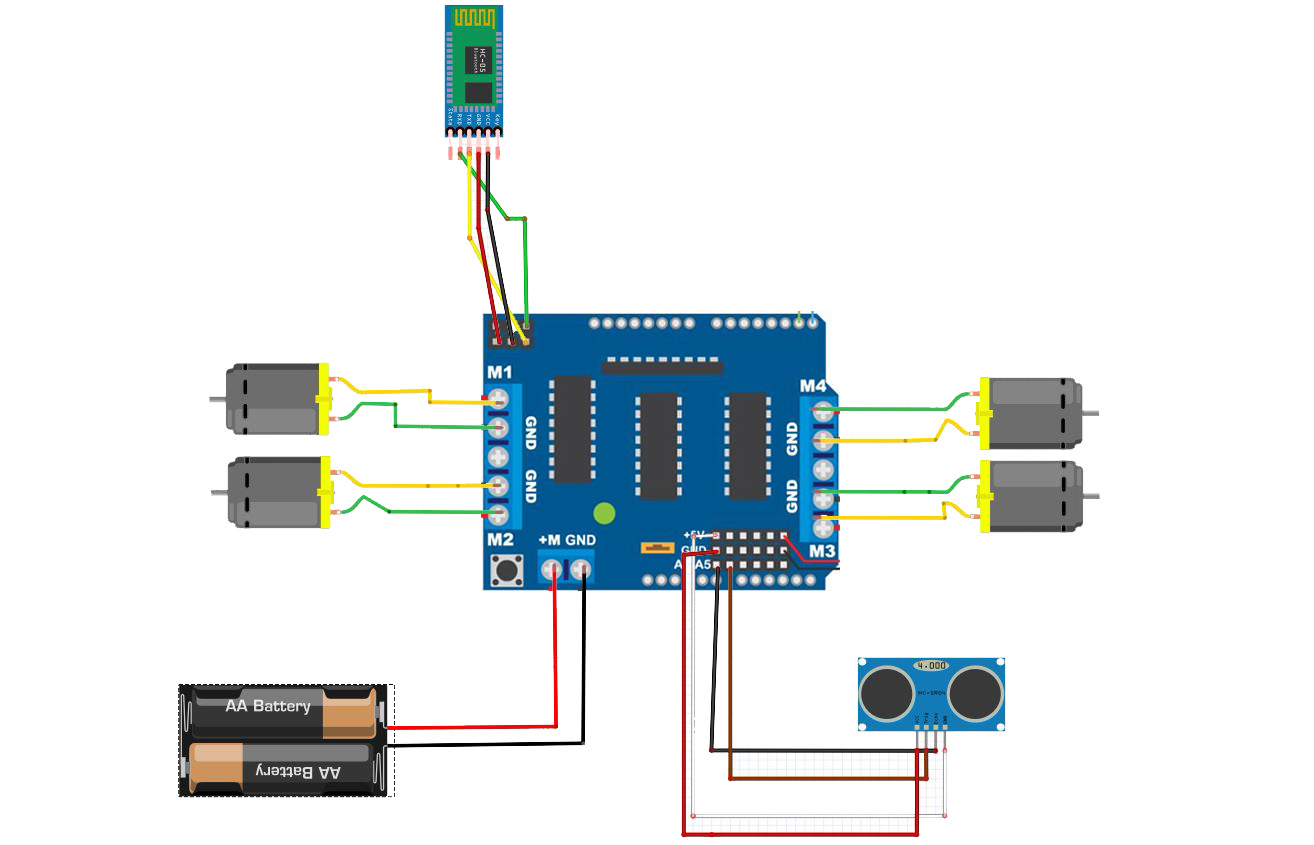 HC-05
Bluetooth
State
RXD
TXD
GND
VCC
Key
M1
GND
GND
M2
+M GND
M4
GND
GND
M3
+5V
GND
A5
AA Battery
AA Battery
4.000
HC-SR04
VCC
Trig
Echo
GND